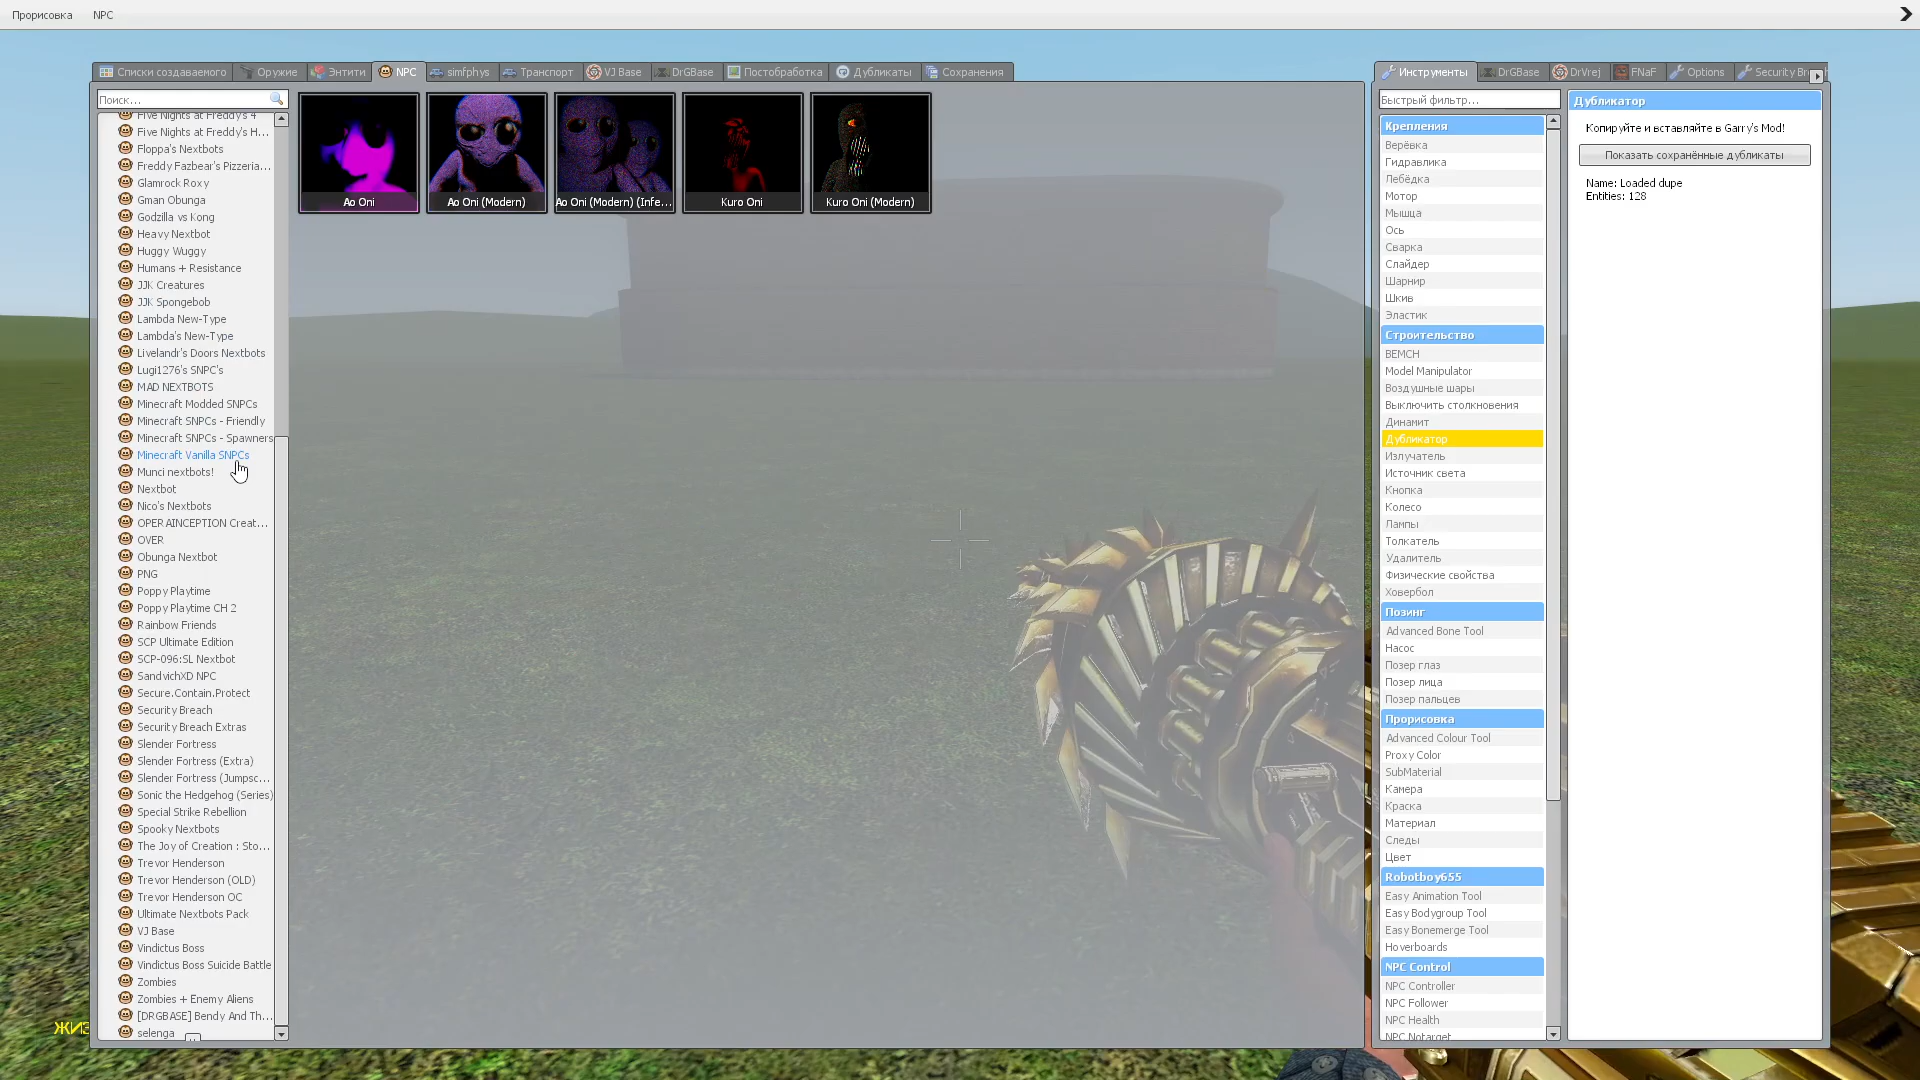 Прорисовка NPC
Списки создаваемого Оружие Энтити NPC simfphys Транспорт VJ Base DrGBase Постобработка Дубликаты Сохранения
Инструменты DrGBase DrVrej FNaF Options Security Br
Поиск...
Five Nights at Freddy's 4
Five Nights at Freddy's H...
Floppa's Nextbots
Freddy Fazbear's Pizzeria...
Glamrock Roxy
Gman Obunga
Godzilla vs Kong
Heavy Nextbot
Huggy Wuggy
Humans + Resistance
JJK Creatures
JJK Spongebob
Lambda New-Type
Lambda's New-Type
Livelandr's Doors Nextbots
Lugi1276's SNPC's
MAD NEXTBOTS
Minecraft Modded SNPCs
Minecraft SNPCs - Friendly
Minecraft SNPCs - Spawners
Minecraft Vanilla SNPCs
Munci nextbots!
Nextbot
Nico's Nextbots
OPERAINCEPTION Creat...
OVER
Obunga Nextbot
PNG
Poppy Playtime
Poppy Playtime CH 2
Rainbow Friends
SCP Ultimate Edition
SCP-096:SL Nextbot
SandvichXD NPC
Secure.Contain.Protect
Security Breach
Security Breach Extras
Slender Fortress
Slender Fortress (Extra)
Slender Fortress (Jumpsc...
Sonic the Hedgehog (Series)
Special Strike Rebellion
Spooky Nextbots
The Joy of Creation : Sto...
Trevor Henderson
Trevor Henderson (OLD)
Trevor Henderson OC
Ultimate Nextbots Pack
VJ Base
Vindictus Boss
Vindictus Boss Suicide Battle
Zombies
Zombies + Enemy Aliens
[DRGBASE] Bendy And Th...
selenga
ЖИЗ
Ao Oni
Ao Oni (Modern)
Ao Oni (Modern) (Infe...
Kuro Oni
Kuro Oni (Modern)
Быстрый фильтр...
Крепления
Верёвка
Гидравлика
Лебёдка
Мотор
Мышца
Ось
Сварка
Слайдер
Шарнир
Шкив
Эластик
Строительство
BEMCH
Model Manipulator
Воздушные шары
Выключить столкновения
Динамит
Дубликатор
Излучатель
Источник света
Кнопка
Колесо
Лампы
Толкатель
Удалитель
Физические свойства
Ховербол
Позинг
Advanced Bone Tool
Насос
Позер глаз
Позер лица
Позер пальцев
Прорисовка
Advanced Colour Tool
Proxy Color
SubMaterial
Камера
Краска
Материал
Следы
Цвет
Robotboy655
Easy Animation Tool
Easy Bodygroup Tool
Easy Bonemerge Tool
Hoverboards
NPC Control
NPC Controller
NPC Follower
NPC Health
NPC Notarget
Дубликатор
Копируйте и вставляйте в Garry's Mod!
Показать сохранённые дубликаты
Name: Loaded dupe
Entities: 128